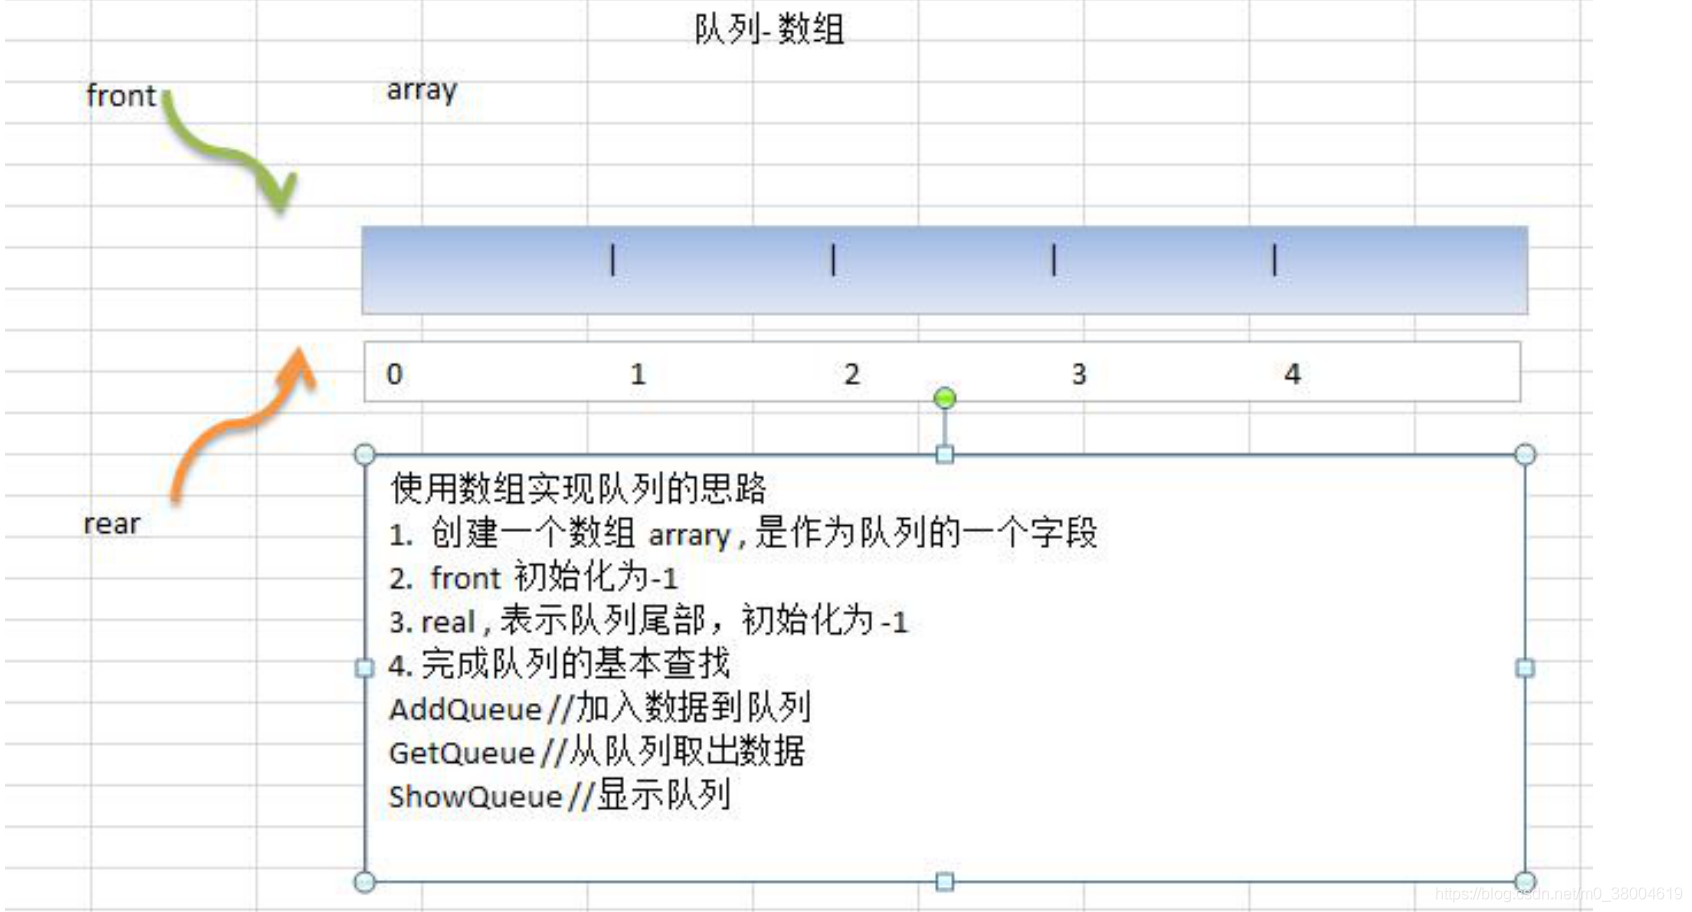 队列-数组
front
array
0 1 2 3 4
rear
使用数组实现队列的思路
1. 创建一个数组 arrary , 是作为队列的一个字段
2. front 初始化为-1
3. real , 表示队列尾部，初始化为 -1
4. 完成队列的基本查找
AddQueue //加入数据到队列
GetQueue //从队列取出数据
ShowQueue //显示队列
https://blog.csdn.net/m0_38004619